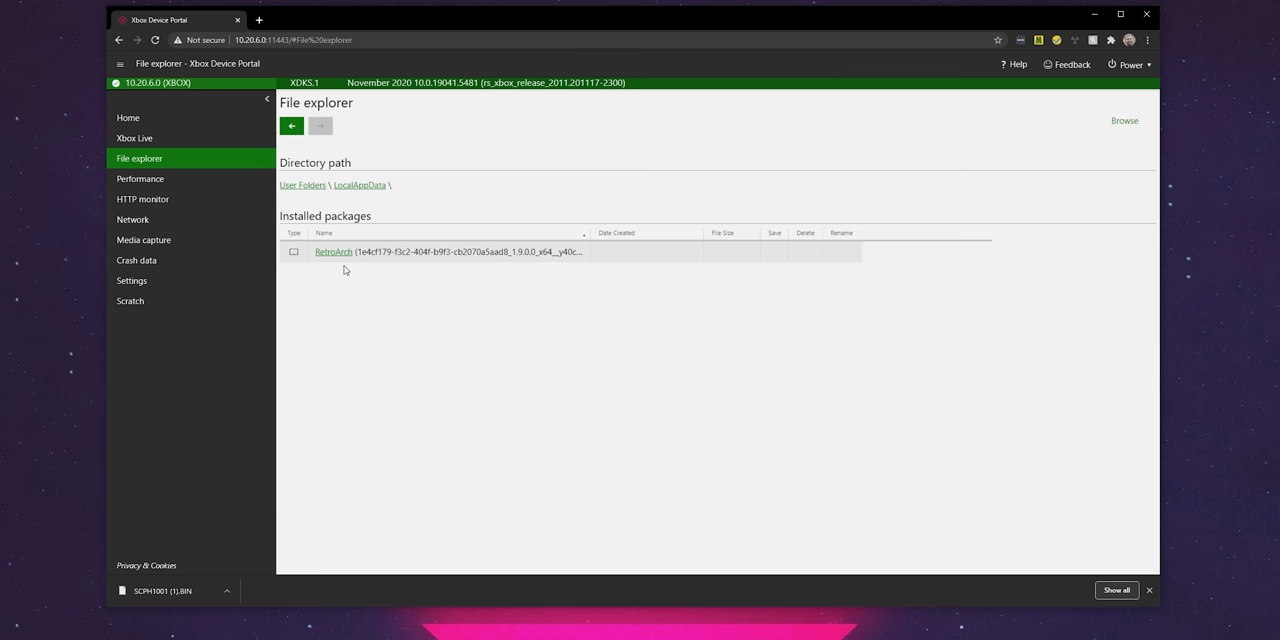 Xbox Device Portal
Not secure 10.20.6.0:11443/#File%20explorer
File explorer - Xbox Device Portal
? Help Feedback Power
10.20.6.0 (XBOX) XDKS.1 November 2020 10.0.19041.5481 (rs_xbox_release_2011.201117-2300)
Home
Xbox Live
File explorer
Performance
HTTP monitor
Network
Media capture
Crash data
Settings
Scratch
Privacy & Cookies
File explorer
Browse
Directory path
User Folders \ LocalAppData \
Installed packages
Type Name Date Created File Size Save Delete Rename
RetroArch (1e4cf179-f3c2-404f-b9f3-cb2070a5aad8_1.9.0.0_x64__y40c...
SCPH1001 (1).BIN
Show all